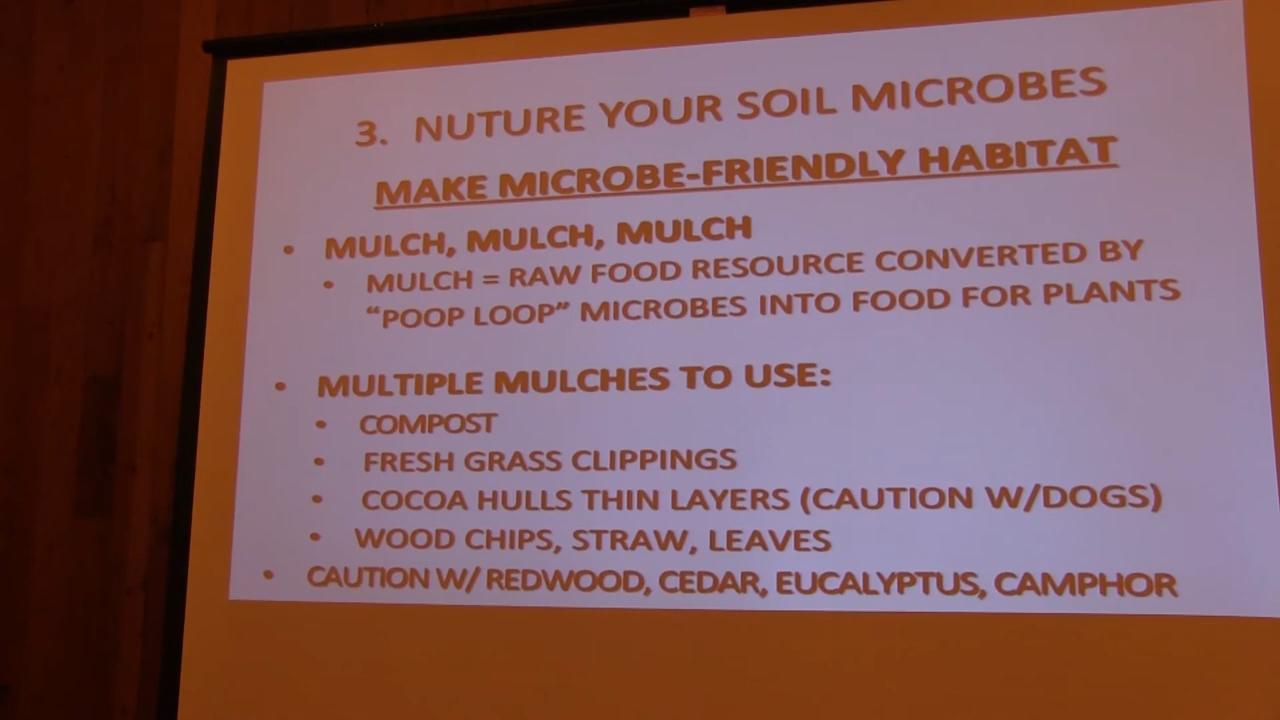 3. NUTURE YOUR SOIL MICROBES
MAKE MICROBE-FRIENDLY HABITAT
• MULCH, MULCH, MULCH
• MULCH = RAW FOOD RESOURCE CONVERTED BY
“POOP LOOP” MICROBES INTO FOOD FOR PLANTS
• MULTIPLE MULCHES TO USE:
• COMPOST
• FRESH GRASS CLIPPINGS
• COCOA HULLS THIN LAYERS (CAUTION W/DOGS)
• WOOD CHIPS, STRAW, LEAVES
• CAUTION W/ REDWOOD, CEDAR, EUCALYPTUS, CAMPHOR